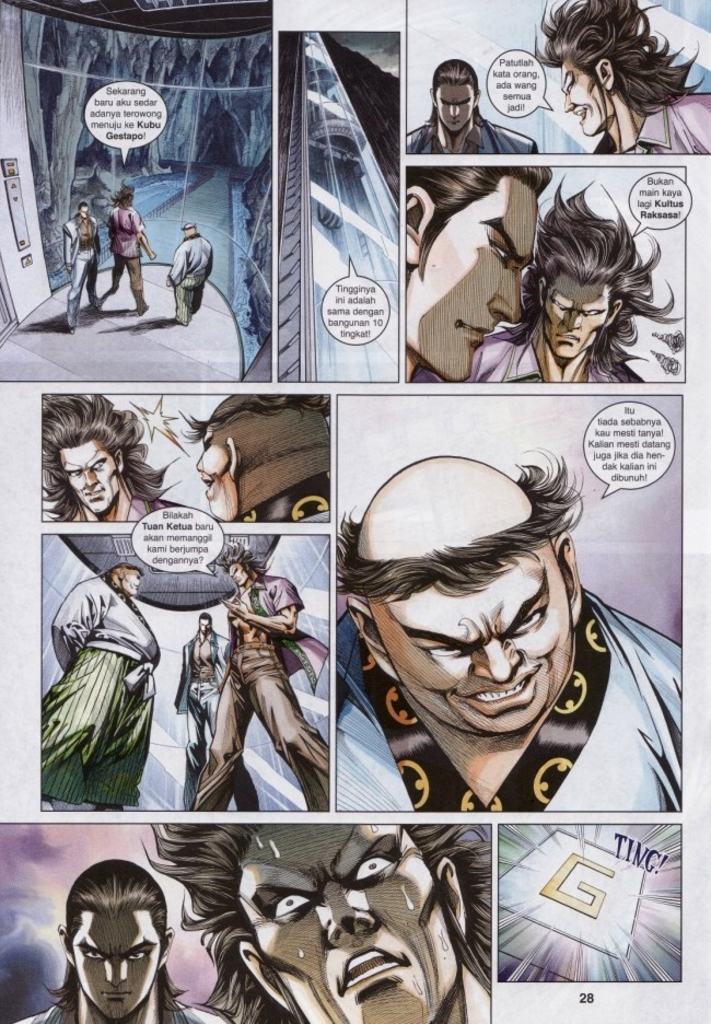 Sekarang
baru aku sedar
adanya terowong
menuju ke Kubu
Gestapo!
Tingginya
ini adalah
sama dengan
bangunan 10
tingkat!
Patutlah
kata orang,
ada wang
semua
jadi!
Bukan
main kaya
lagi Kultus
Raksasa!
Bilakah
Tuan Ketua baru
akan memanggil
kami berjumpa
dengannya?
Itu
tiada sebabnya
kau mesti tanya!
Kalian mesti datang
juga jika dia hen-
dak kalian ini
dibunuh!
G
TING!
28